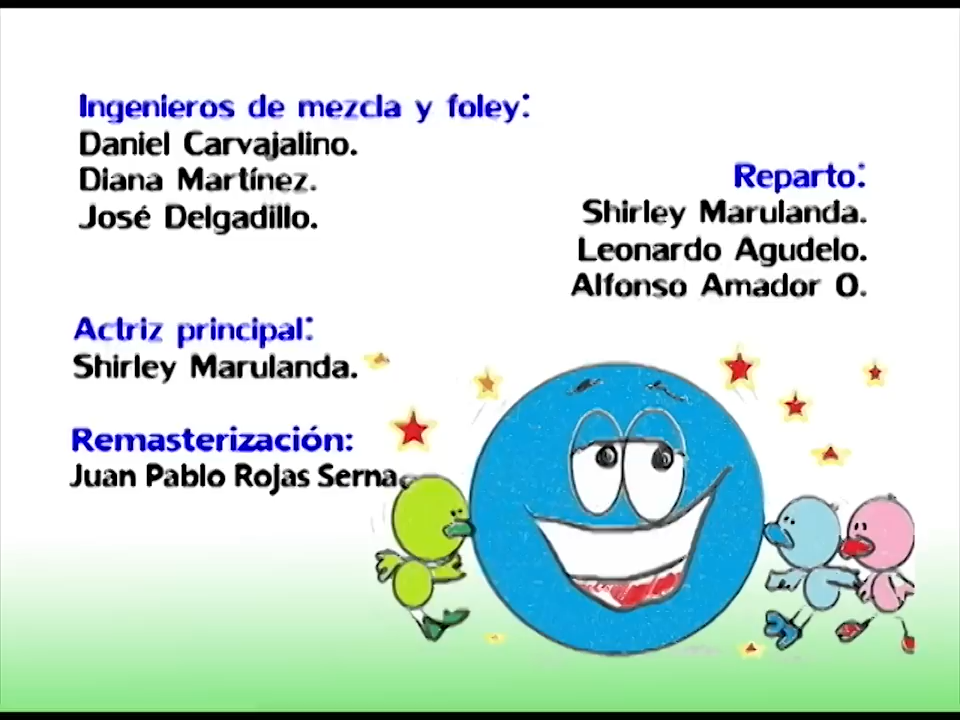 Ingenieros de mezcla y foley:
Daniel Carvajalino.
Diana Martínez.
José Delgadillo.
Reparto:
Shirley Marulanda.
Leonardo Agudelo.
Alfonso Amador O.
Actriz principal:
Shirley Marulanda.
Remasterización:
Juan Pablo Rojas Serna.